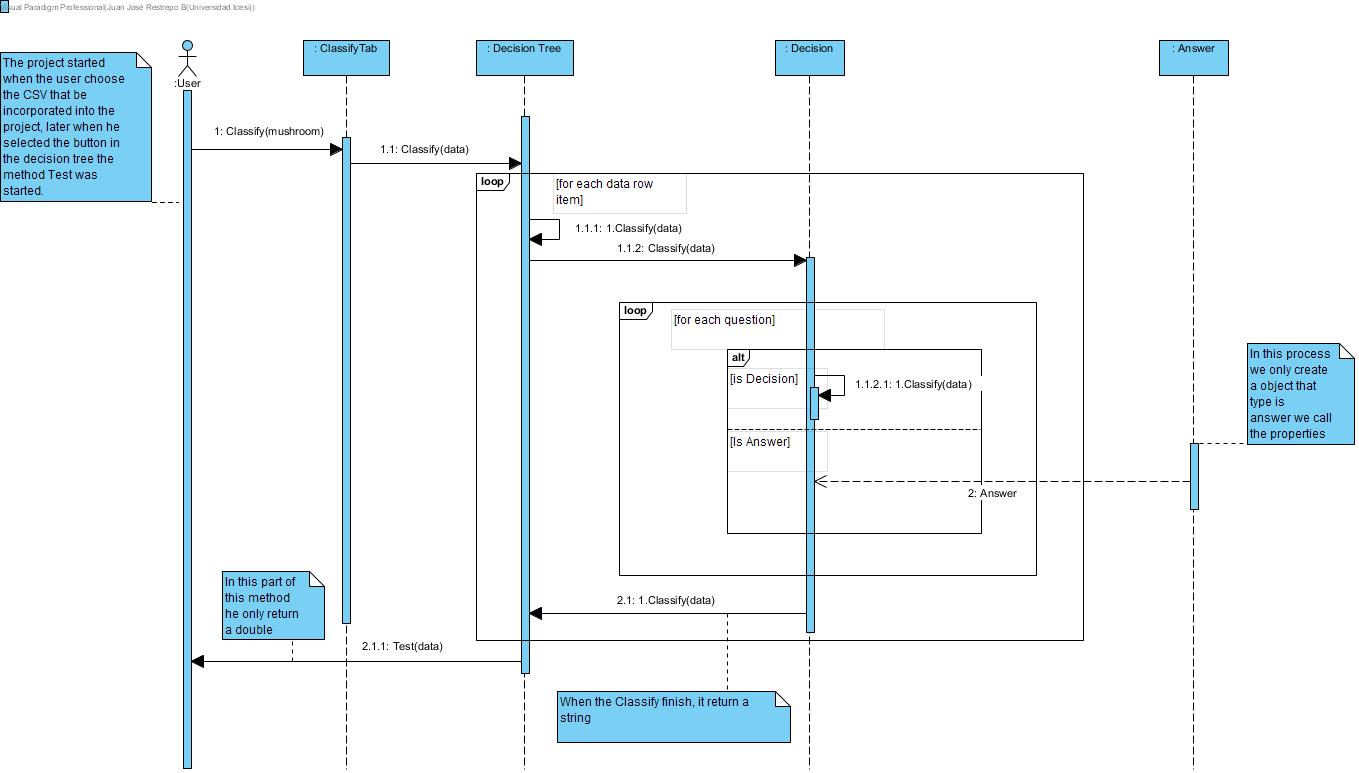 Visual Paradigm Professional(Juan José Restrepo B(Universidad Icesi))
: ClassifyTab
: Decision Tree
: Decision
: Answer
:User
The project started
when the user choose
the CSV that be
incorporated into the
project, later when he
selected the button in
the decision tree the
method Test was
started.
1: Classify(mushroom)
1.1: Classify(data)
loop
[for each data row
item]
1.1.1: 1.Classify(data)
1.1.2: Classify(data)
loop
[for each question]
alt
[is Decision]
1.1.2.1: 1.Classify(data)
[Is Answer]
In this process
we only create
a object that
type is
answer we call
the properties
2: Answer
In this part of
this method
he only return
a double
2.1: 1.Classify(data)
2.1.1: Test(data)
When the Classify finish, it return a
string